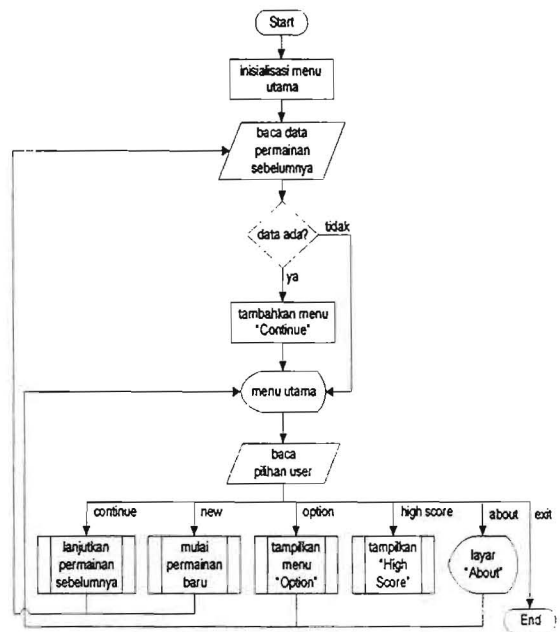 Start
inisialisasi menu
utama
baca data
permainan
sebelumnya
data ada?
tidak
ya
tambahkan menu
"Continue"
menu utama
baca
pilihan user
continue
new
option
high score
about
exit
lanjutkan
permainan
sebelumnya
mulai
permainan
baru
tampilkan
menu
"Option"
tampilkan
"High
Score"
layar
"About"
End